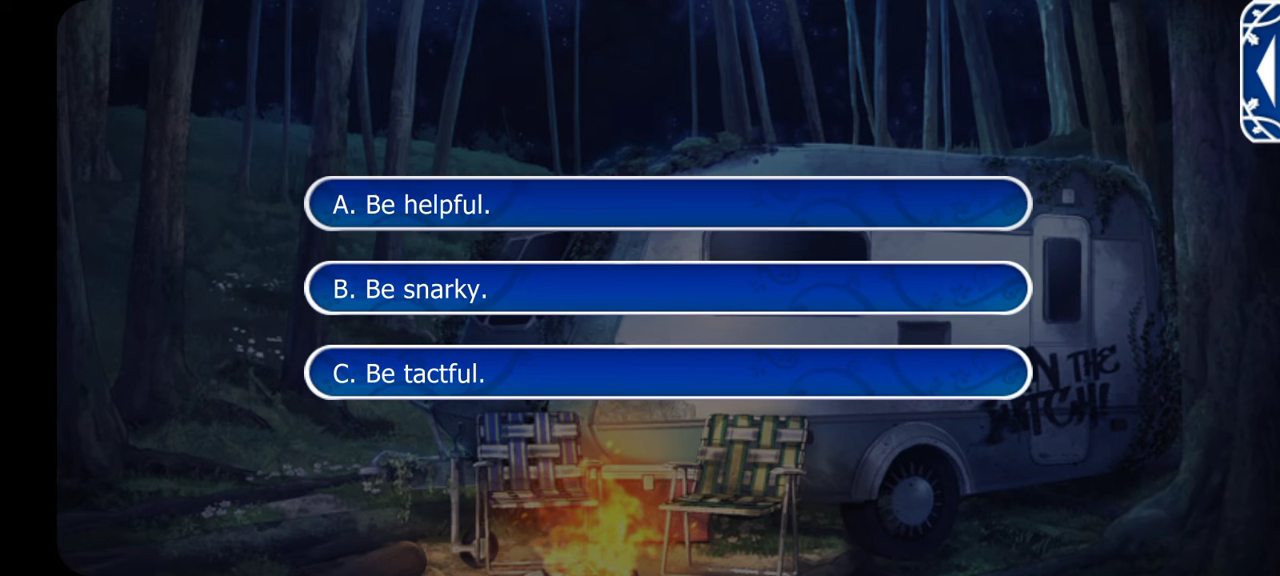 A. Be helpful.
B. Be snarky.
C. Be tactful.
THE